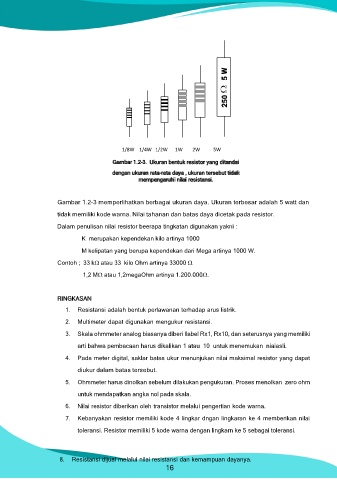 250 Ω 5 W
1/8W 1/4W 1/2W 1W 2W 5W
Gambar 1.2-3. Ukuran bentuk resistor yang ditandai
dengan ukuran rata-rata daya , ukuran tersebut tidak
mempengaruhi nilai resistansi.
Gambar 1.2-3 memperlihatkan berbagai ukuran daya. Ukuran terbesar adalah 5 watt dan
tidak memiliki kode warna. Nilai tahanan dan batas daya dicetak pada resistor.
Dalam penulisan nilai resistor beerapa tingkatan digunakan yakni :
K merupakan kependekan kilo artinya 1000
M kelipatan yang berupa kependekan dari Mega artinya 1000 W.
Contoh ; 33 kΩ atau 33 kilo Ohm artinya 33000 Ω
1,2 MΩ atau 1,2megaOhm artinya 1.200.000Ω.
RINGKASAN
1. Resistansi adalah bentuk perlawanan terhadap arus listrik.
2. Multimeter dapat digunakan mengukur resistansi.
3. Skala ohmmeter analog biasanya diberi llabel Rx1, Rx10, dan seterusnya yang memiliki
arti bahwa pembacaan harus dikalikan 1 atau 10 untuk menemukan niaiasli.
4. Pada meter digital, saklar batas ukur menunjukan nilai maksimal resistor yang dapat
diukur dalam batas tersebut.
5. Ohmmeter harus dinolkan sebelum dilakukan pengukuran. Proses menolkan zero ohm
untuk mendapatkan angka nol pada skala.
6. Nilai resistor diberikan oleh transistor melalui pengertian kode warna.
7. Kebanyakan resistor memiliki kode 4 lingkar dngan lingkaran ke 4 memberikan nilai
toleransi. Resistor memiliki 5 kode warna dengan lingkarn ke 5 sebagai toleransi.
8. Resistansi dijual melalui nilai resistansi dan kemampuan dayanya.
16